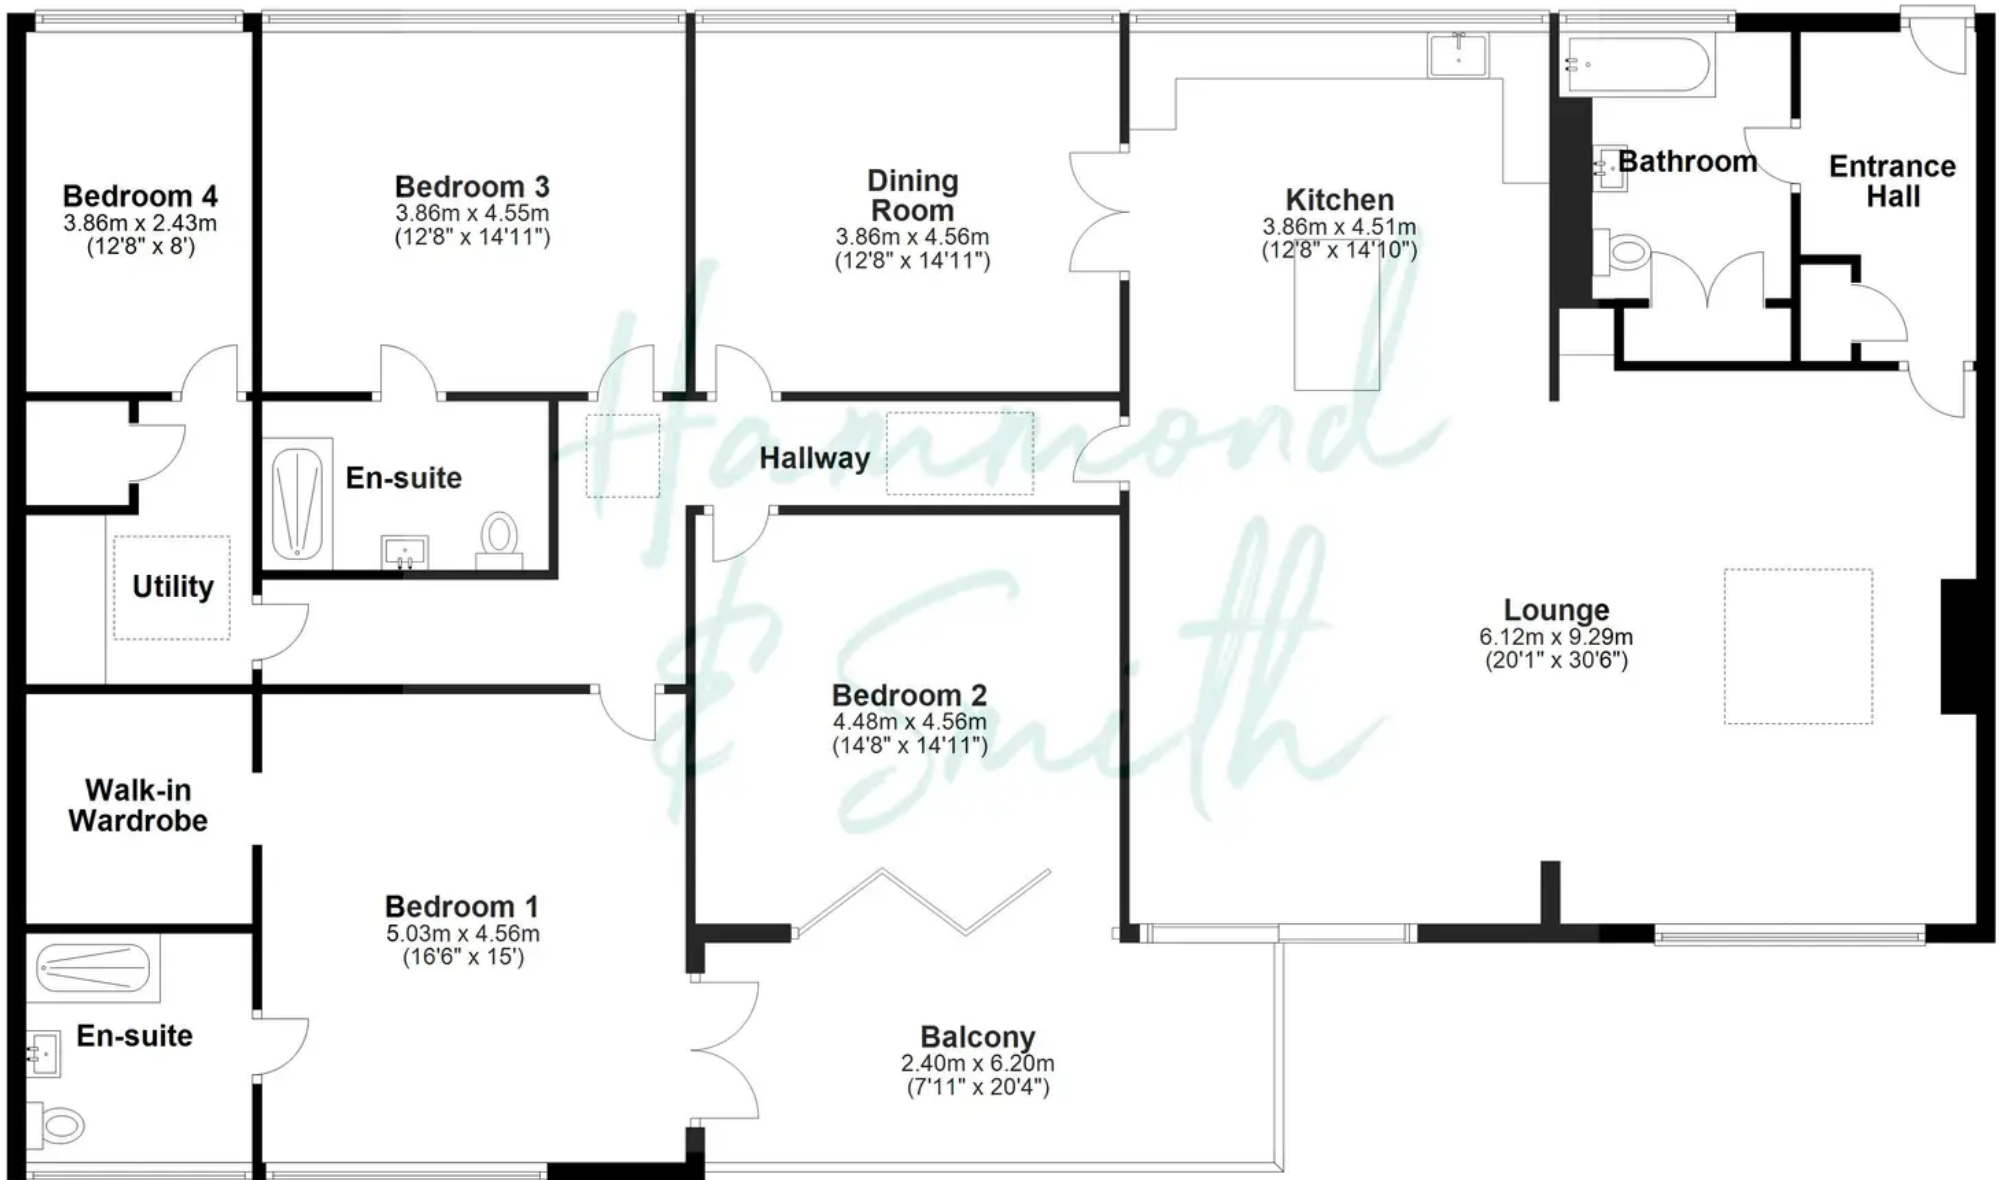 Bedroom 4
3.86m x 2.43m
(12'8" x 8')
Bedroom 3
3.86m x 4.55m
(12'8" x 14'11")
Dining
Room
3.86m x 4.56m
(12'8" x 14'11")
Kitchen
3.86m x 4.51m
(12'8" x 14'10")
Bathroom
Entrance
Hall
En-suite
Hallway
Utility
Lounge
6.12m x 9.29m
(20'1" x 30'6")
Bedroom 2
4.48m x 4.56m
(14'8" x 14'11")
Walk-in
Wardrobe
Bedroom 1
5.03m x 4.56m
(16'6" x 15')
En-suite
Balcony
2.40m x 6.20m
(7'11" x 20'4")
Hammond
& Smith